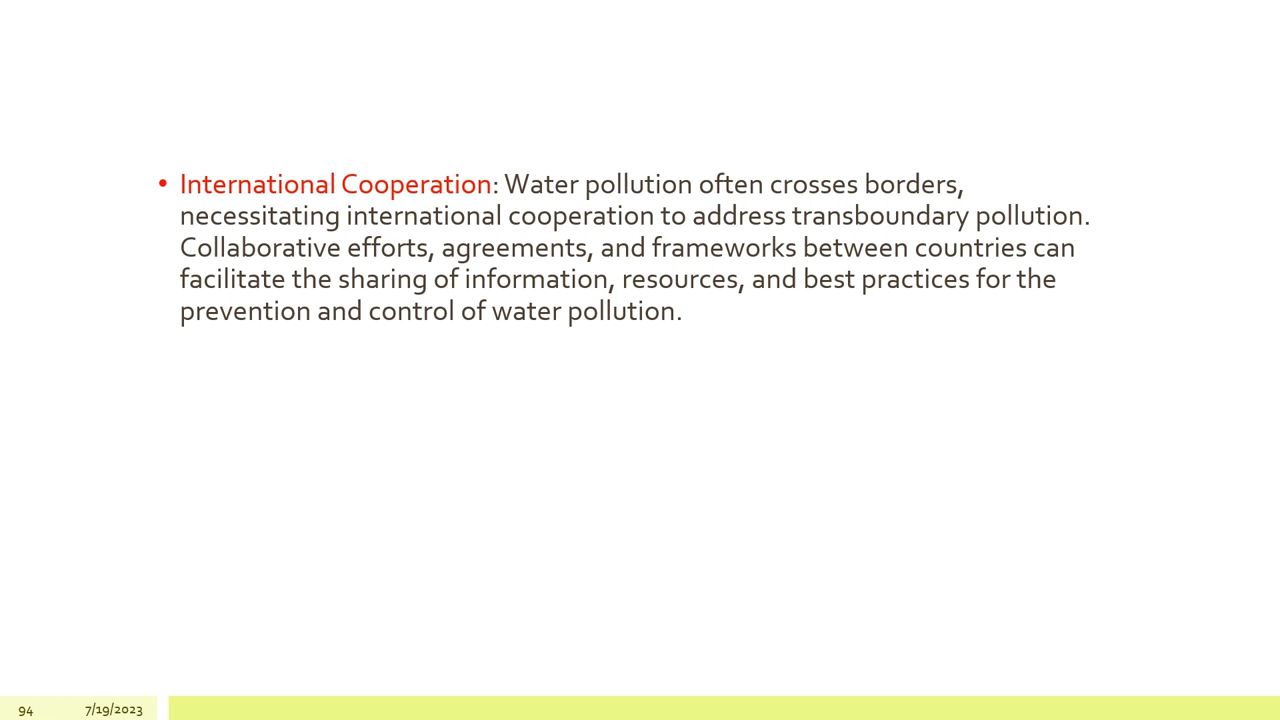 • International Cooperation: Water pollution often crosses borders,
necessitating international cooperation to address transboundary pollution.
Collaborative efforts, agreements, and frameworks between countries can
facilitate the sharing of information, resources, and best practices for the
prevention and control of water pollution.
94 7/19/2023